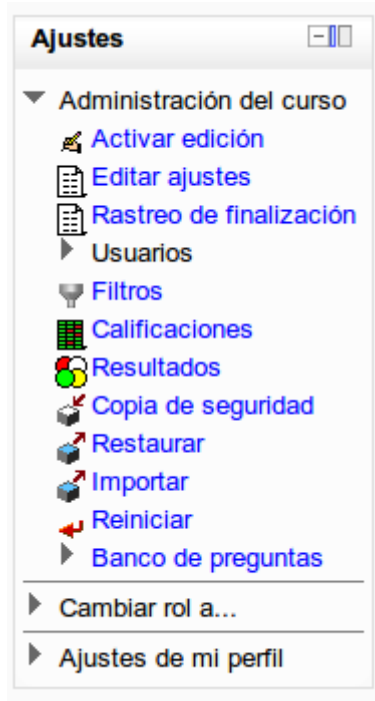 Ajustes
Administración del curso
Activar edición
Editar ajustes
Rastreo de finalización
Usuarios
Filtros
Calificaciones
Resultados
Copia de seguridad
Restaurar
Importar
Reiniciar
Banco de preguntas
Cambiar rol a...
Ajustes de mi perfil